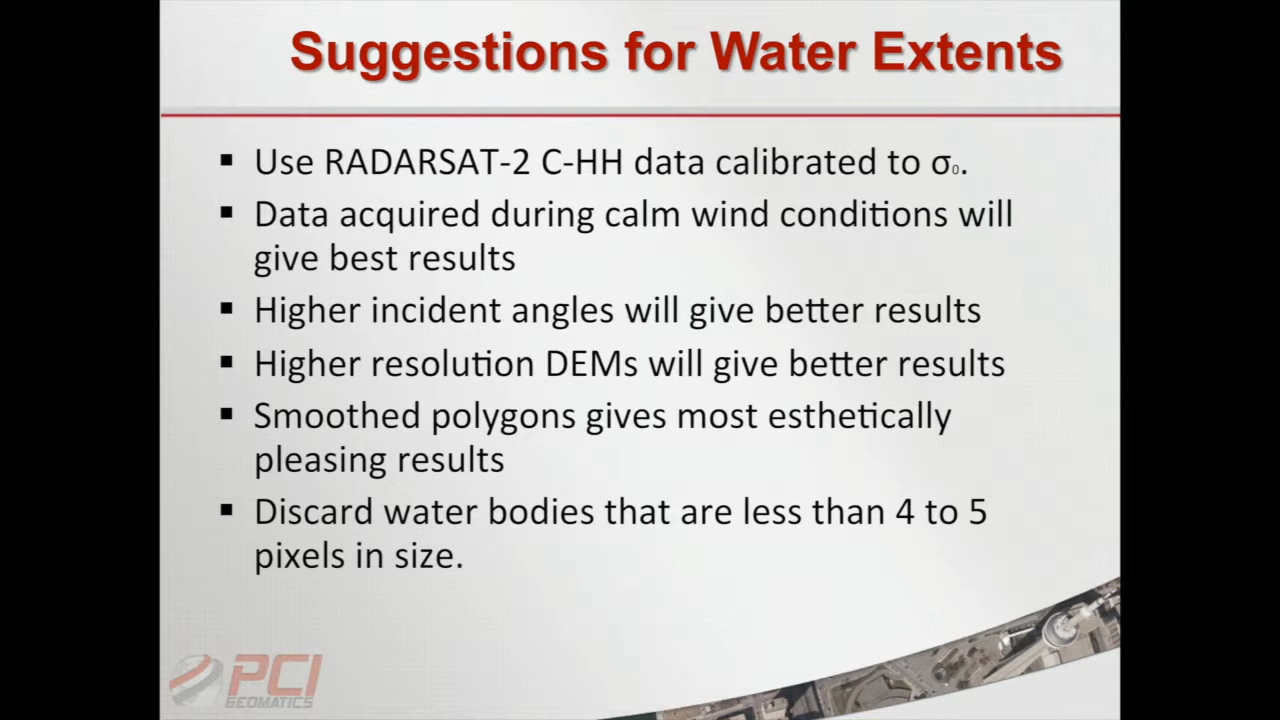 Suggestions for Water Extents
▪ Use RADARSAT-2 C-HH data calibrated to σ₀.
▪ Data acquired during calm wind conditions will
give best results
▪ Higher incident angles will give better results
▪ Higher resolution DEMs will give better results
▪ Smoothed polygons gives most esthetically
pleasing results
▪ Discard water bodies that are less than 4 to 5
pixels in size.
PCI
GEOMATICS